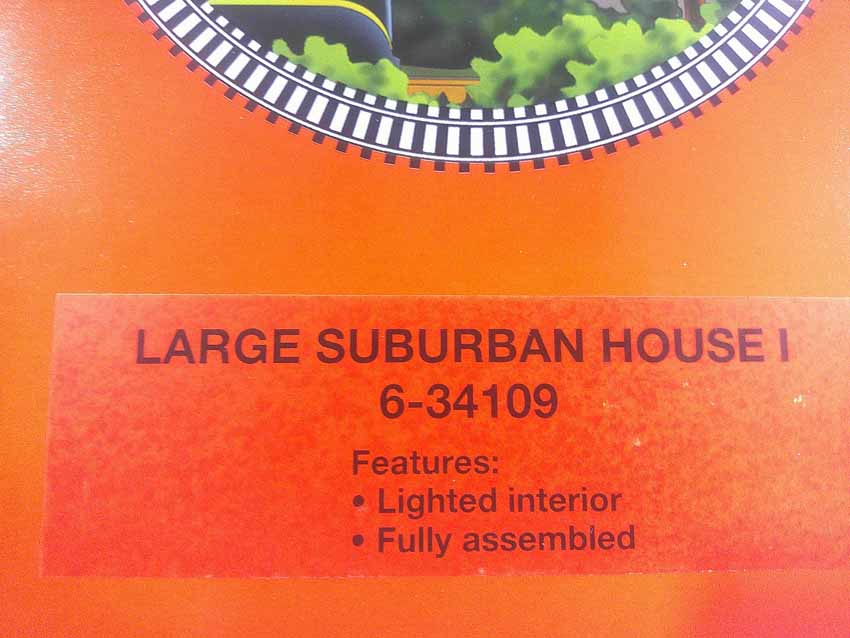 LARGE SUBURBAN HOUSE I
6-34109
Features:
• Lighted interior
• Fully assembled